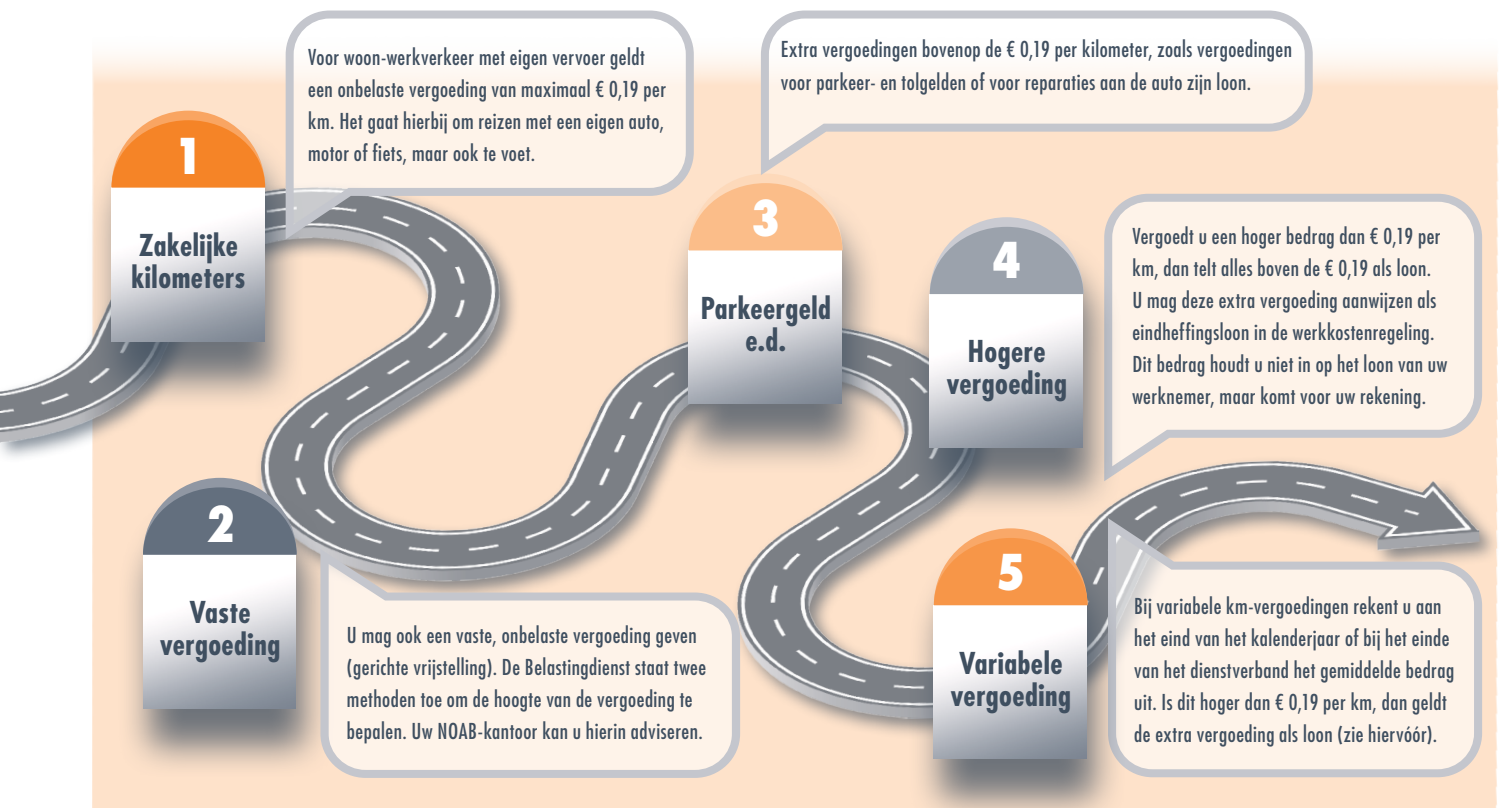 1
Zakelijke
kilometers
Voor woon-werkverkeer met eigen vervoer geldt
een onbelaste vergoeding van maximaal € 0,19 per
km. Het gaat hierbij om reizen met een eigen auto,
motor of fiets, maar ook te voet.
2
Vaste
vergoeding
U mag ook een vaste, onbelaste vergoeding geven
(gerichte vrijstelling). De Belastingdienst staat twee
methoden toe om de hoogte van de vergoeding te
bepalen. Uw NOAB-kantoor kan u hierin adviseren.
3
Parkeergeld
e.d.
Extra vergoedingen bovenop de € 0,19 per kilometer, zoals vergoedingen
voor parkeer- en tolgelden of voor reparaties aan de auto zijn loon.
4
Hogere
vergoeding
Vergoedt u een hoger bedrag dan € 0,19 per
km, dan telt alles boven de € 0,19 als loon.
U mag deze extra vergoeding aanwijzen als
eindheffingsloon in de werkkostenregeling.
Dit bedrag houdt u niet in op het loon van uw
werknemer, maar komt voor uw rekening.
5
Variabele
vergoeding
Bij variabele km-vergoedingen rekent u aan
het eind van het kalenderjaar of bij het einde
van het dienstverband het gemiddelde bedrag
uit. Is dit hoger dan € 0,19 per km, dan geldt
de extra vergoeding als loon (zie hiervóór).